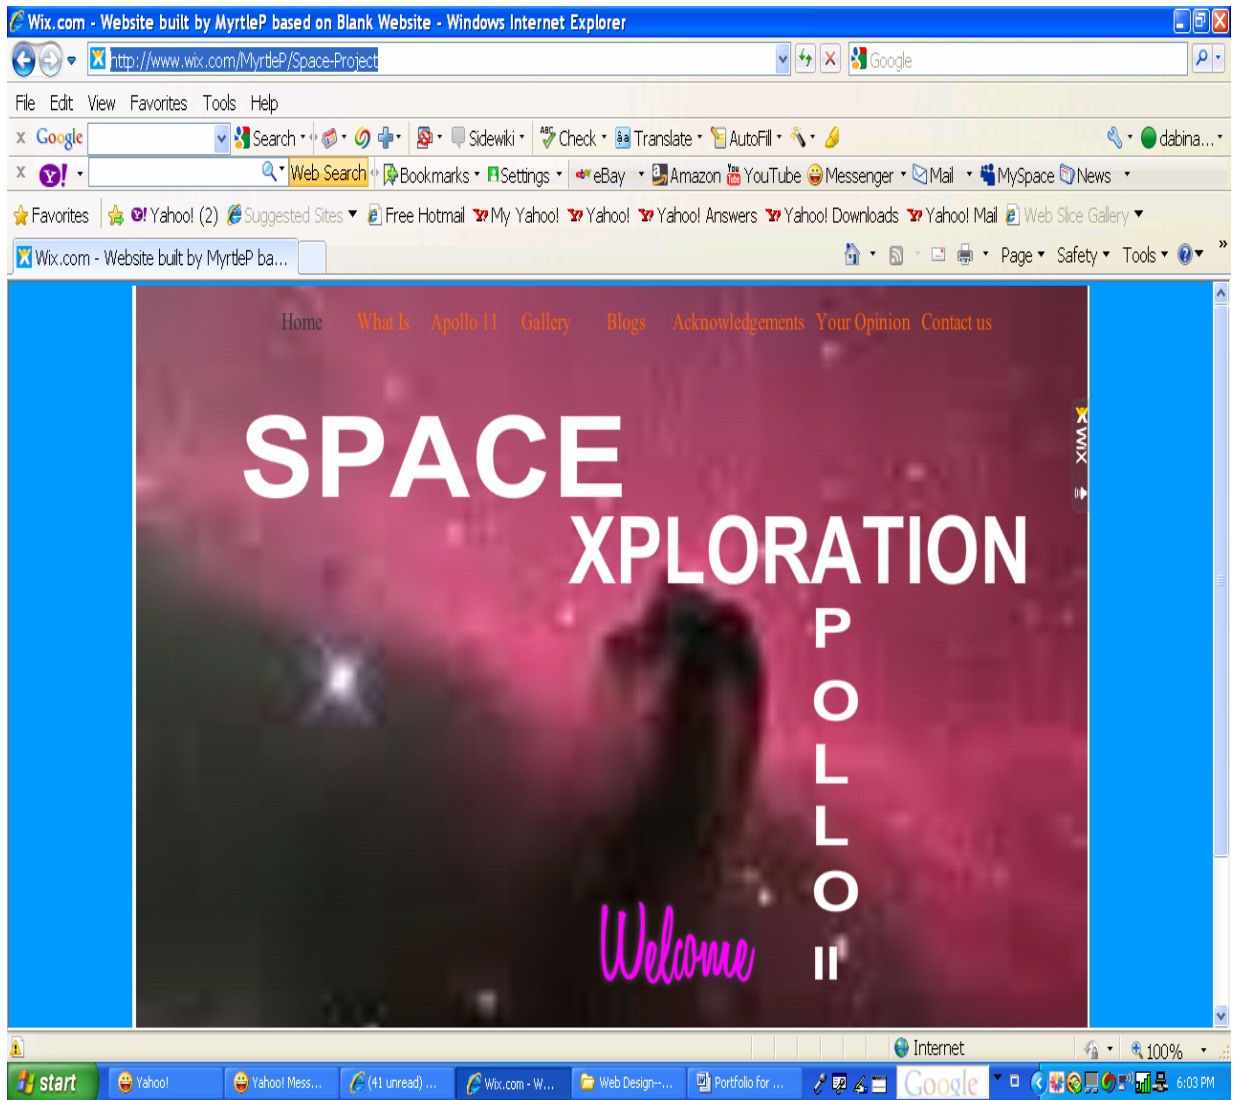 Wix.com - Website built by MyrtleP based on Blank Website - Windows Internet Explorer
http://www.wix.com/MyrtleP/Space-Project
Google
File Edit View Favorites Tools Help
x Google Search Sidewiki ABC Check Translate AutoFill dabina...
x Y! Web Search Bookmarks Settings eBay Amazon YouTube Messenger Mail MySpace News
Favorites Y! Yahoo! (2) Suggested Sites Free Hotmail My Yahoo! Yahoo! Yahoo! Answers Yahoo! Downloads Yahoo! Mail Web Slice Gallery
Wix.com - Website built by MyrtleP ba... Page Safety Tools »
Home What Is Apollo 11 Gallery Blogs Acknowledgements Your Opinion Contact us
SPACE
WiX
XPLORATION
P
O
L
L
O
II
Welcome
Internet 100%
start Yahoo! Yahoo! Mess... (41 unread) ... Wix.com - W... Web Design--... Portfolio for ... Google 6:03 PM